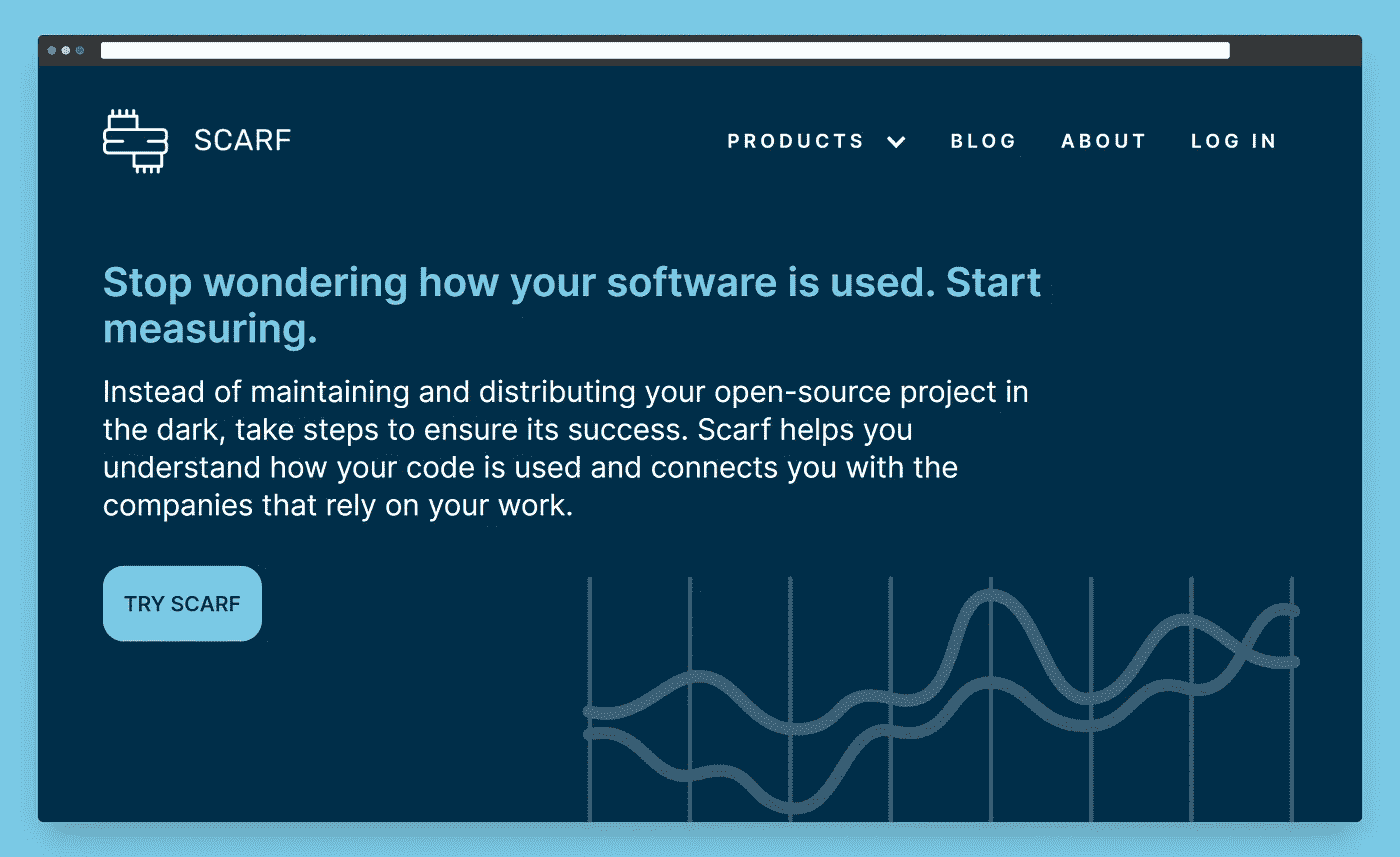 SCARF
PRODUCTS
BLOG
ABOUT
LOG IN
Stop wondering how your software is used. Start
measuring.
Instead of maintaining and distributing your open-source project in
the dark, take steps to ensure its success. Scarf helps you
understand how your code is used and connects you with the
companies that rely on your work.
TRY SCARF